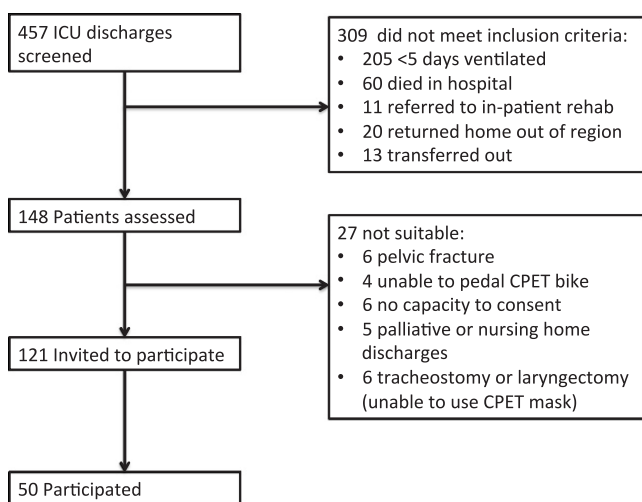 457 ICU discharges
screened
309 did not meet inclusion criteria:
• 205 <5 days ventilated
• 60 died in hospital
• 11 referred to in-patient rehab
• 20 returned home out of region
• 13 transferred out
148 Patients assessed
27 not suitable:
• 6 pelvic fracture
• 4 unable to pedal CPET bike
• 6 no capacity to consent
• 5 palliative or nursing home
discharges
• 6 tracheostomy or laryngectomy
(unable to use CPET mask)
121 Invited to participate
50 Participated